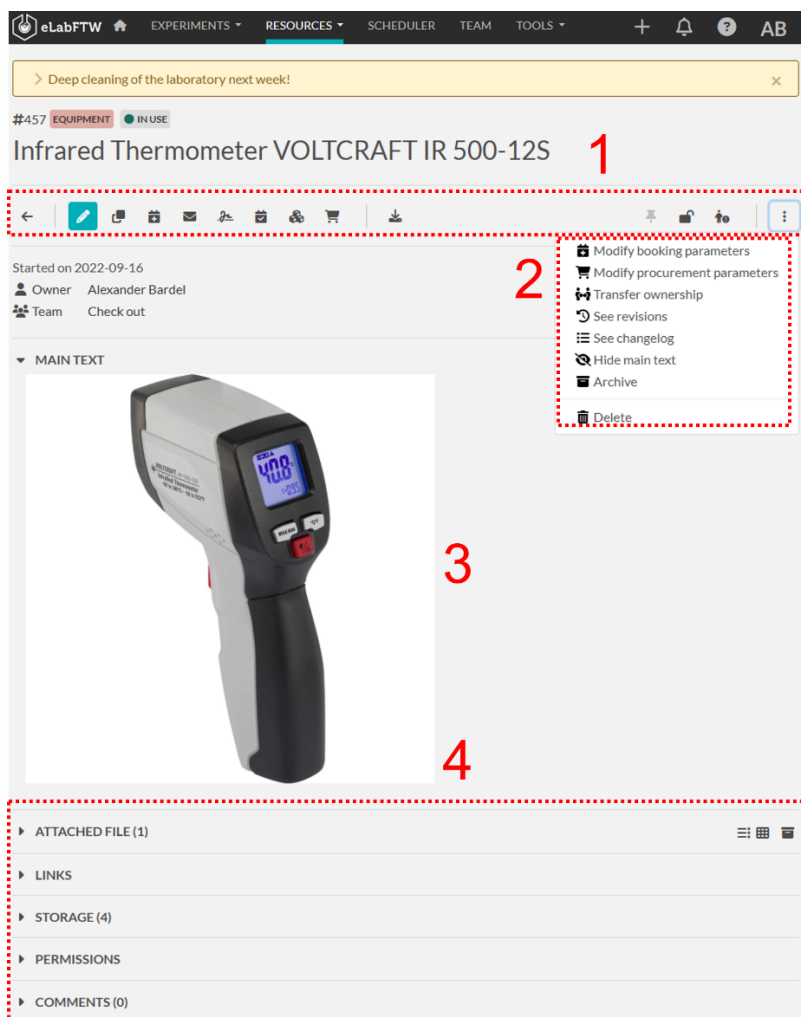 eLabFTW EXPERIMENTS RESOURCES SCHEDULER TEAM TOOLS AB
Deep cleaning of the laboratory next week!
#457 EQUIPMENT IN USE
Infrared Thermometer VOLTCRAFT IR 500-12S
1
2
Modify booking parameters
Modify procurement parameters
Transfer ownership
See revisions
See changelog
Hide main text
Archive
Delete
Started on 2022-09-16
Owner Alexander Bardel
Team Check out
MAIN TEXT
VOLTCRAFT IR 500-12S
Infrared Thermometer
3
4
ATTACHED FILE (1)
LINKS
STORAGE (4)
PERMISSIONS
COMMENTS (0)